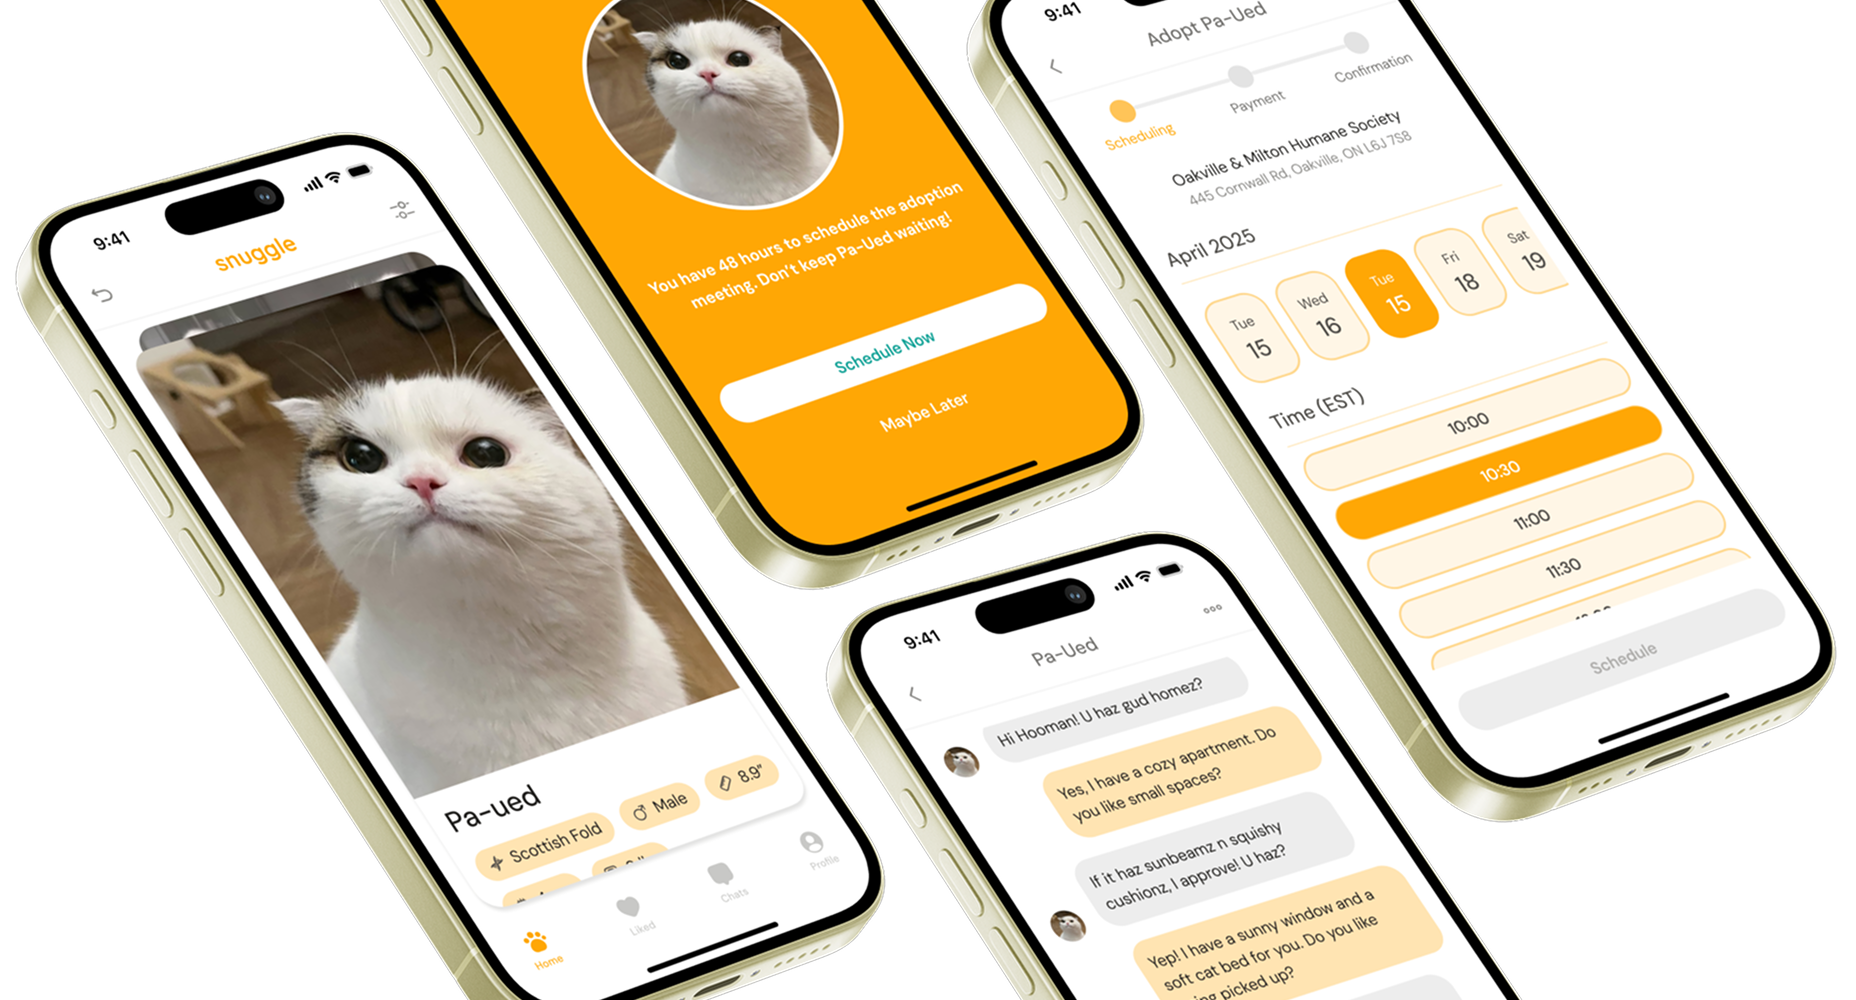 9:41
snuggle
Pa-ued
Scottish Fold
Male
8.9"
Home
Liked
Chats
Profile
You have 48 hours to schedule the adoption
meeting. Don't keep Pa-Ued waiting!
Schedule Now
Maybe Later
9:41
Adopt Pa-Ued
Scheduling
Payment
Confirmation
Oakville & Milton Humane Society
445 Cornwall Rd, Oakville, ON L6J 7S8
April 2025
Tue
15
Wed
16
Tue
15
Fri
18
Sat
19
Time (EST)
10:00
10:30
11:00
11:30
Schedule
9:41
Pa-Ued
Hi Hooman! U haz gud homez?
Yes, I have a cozy apartment. Do
you like small spaces?
If it haz sunbeamz n squishy
cushionz, I approve! U haz?
Yep! I have a sunny window and a
soft cat bed for you. Do you like
picked up?